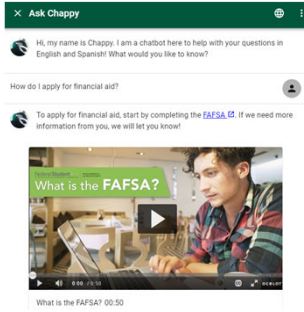 Ask Chappy
Hi, my name is Chappy. I am a chatbot here to help with your questions in
English and Spanish! What would you like to know?
How do I apply for financial aid?
To apply for financial aid, start by completing the FAFSA. If we need more
information from you, we will let you know!
Federal Student
What is the FAFSA?
0:00 / 0:50
ocelot
What is the FAFSA? 00:50